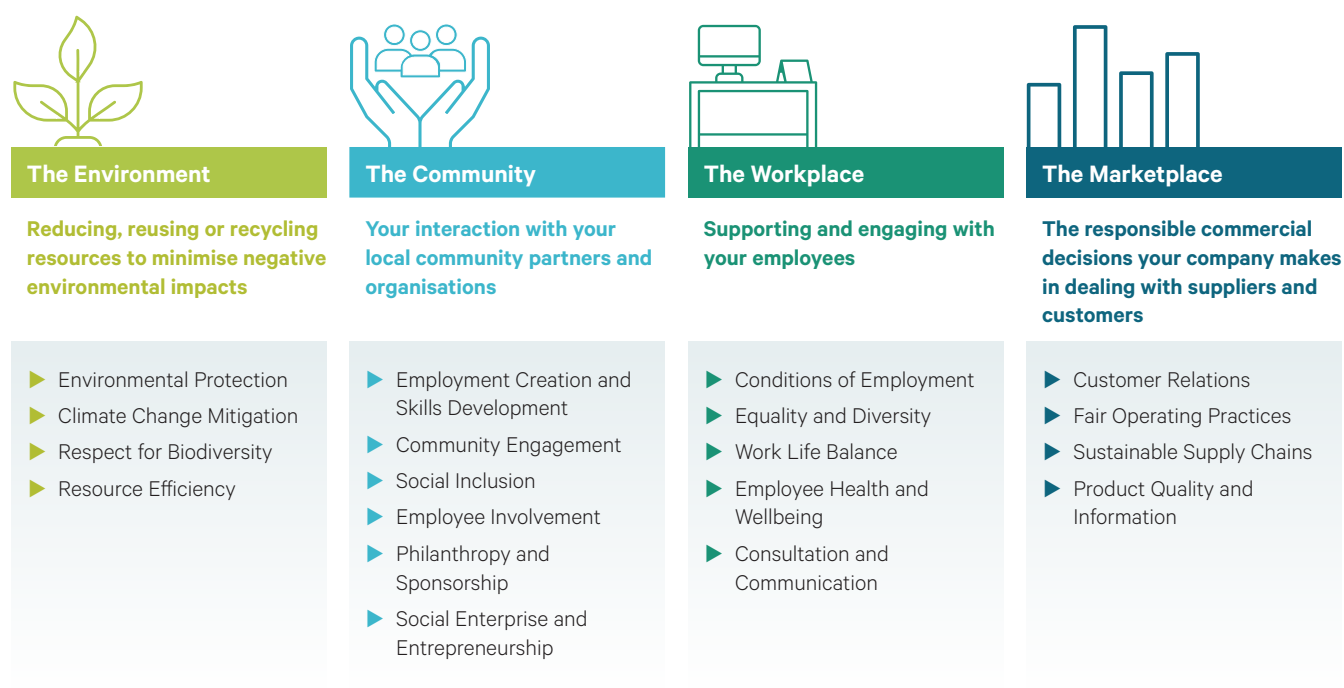 The Environment
Reducing, reusing or recycling
resources to minimise negative
environmental impacts
Environmental Protection
Climate Change Mitigation
Respect for Biodiversity
Resource Efficiency
The Community
Your interaction with your
local community partners and
organisations
Employment Creation and
Skills Development
Community Engagement
Social Inclusion
Employee Involvement
Philanthropy and
Sponsorship
Social Enterprise and
Entrepreneurship
The Workplace
Supporting and engaging with
your employees
Conditions of Employment
Equality and Diversity
Work Life Balance
Employee Health and
Wellbeing
Consultation and
Communication
The Marketplace
The responsible commercial
decisions your company makes
in dealing with suppliers and
customers
Customer Relations
Fair Operating Practices
Sustainable Supply Chains
Product Quality and
Information